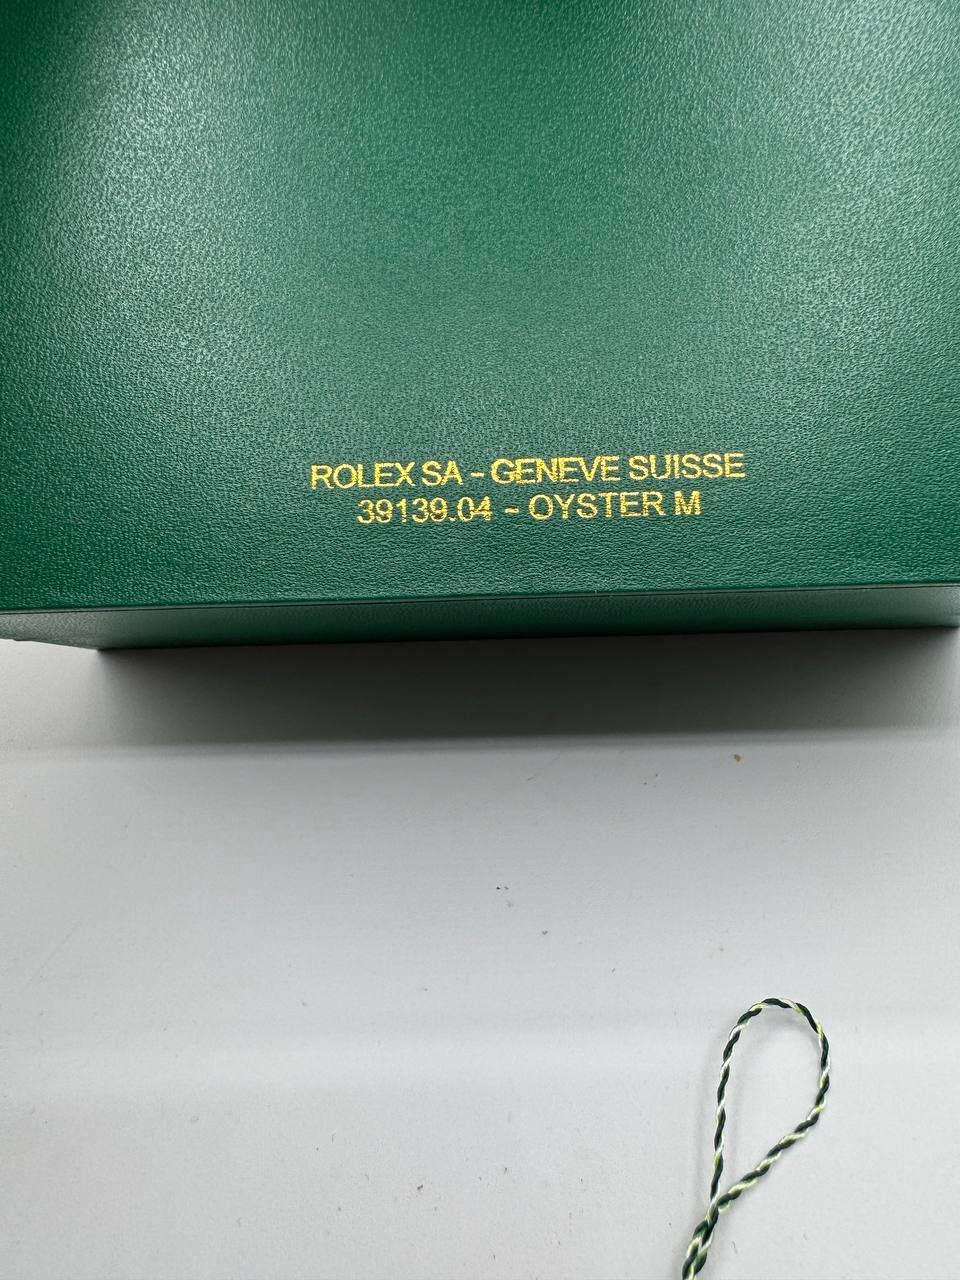 ROLEX SA - GENEVE SUISSE
39139.04 - OYSTER M